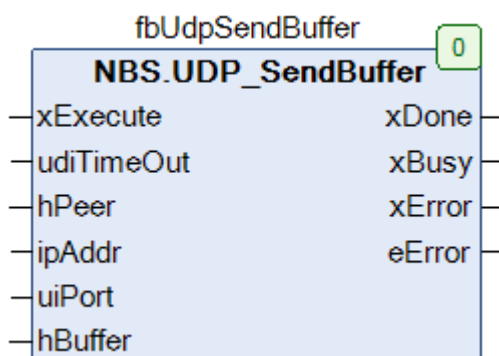 fbUdpSendBuffer
0
NBS.UDP_SendBuffer
xExecute xDone
udiTimeOut xBusy
hPeer xError
ipAddr eError
uiPort
hBuffer